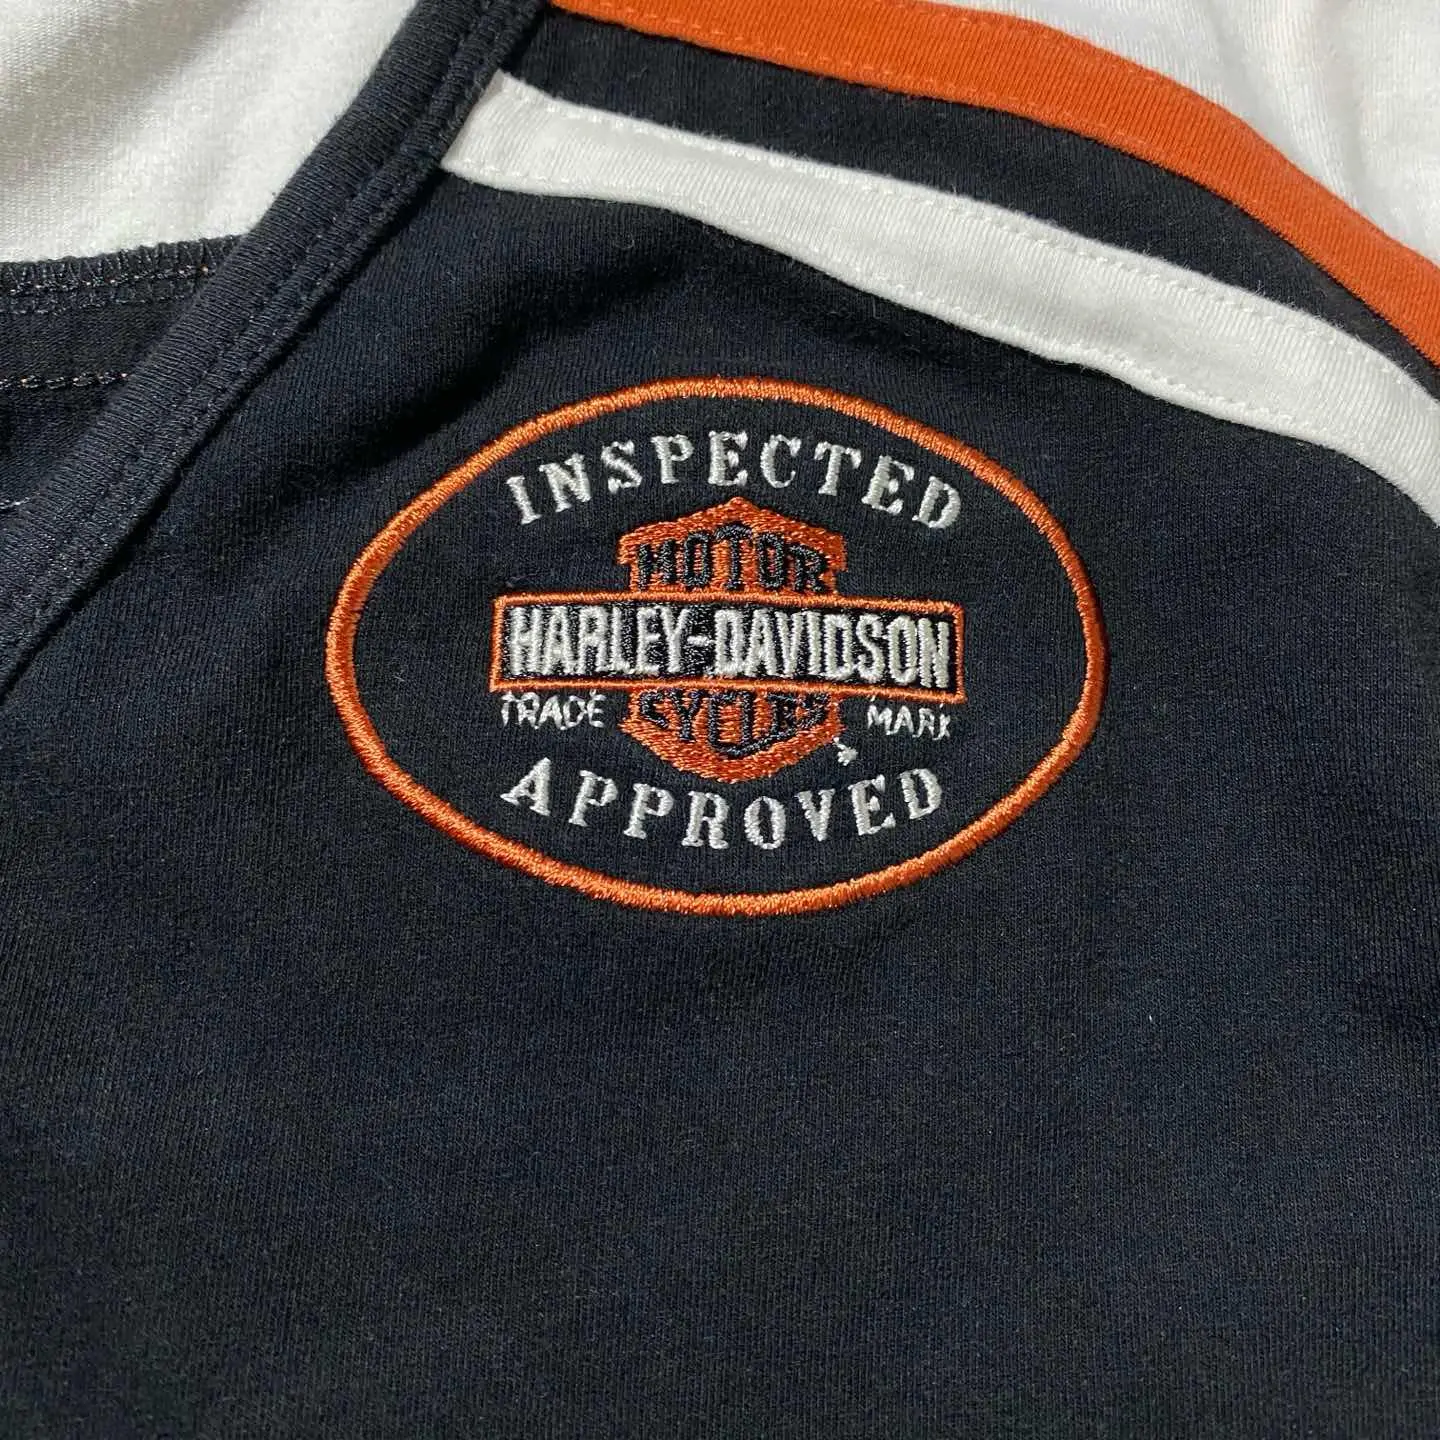 INSPECTED
MOTOR
HARLEY-DAVIDSON
TRADE CYCLES MARK
APPROVED